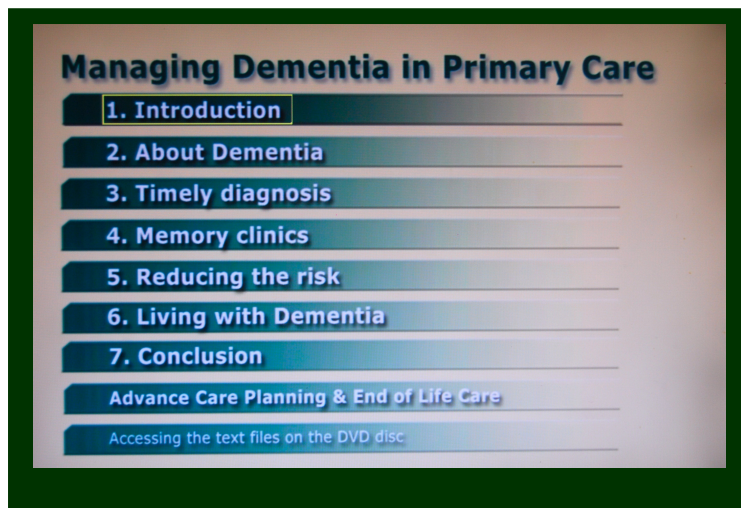 Managing Dementia in Primary Care
1. Introduction
2. About Dementia
3. Timely diagnosis
4. Memory clinics
5. Reducing the risk
6. Living with Dementia
7. Conclusion
Advance Care Planning & End of Life Care
Accessing the text files on the DVD disc